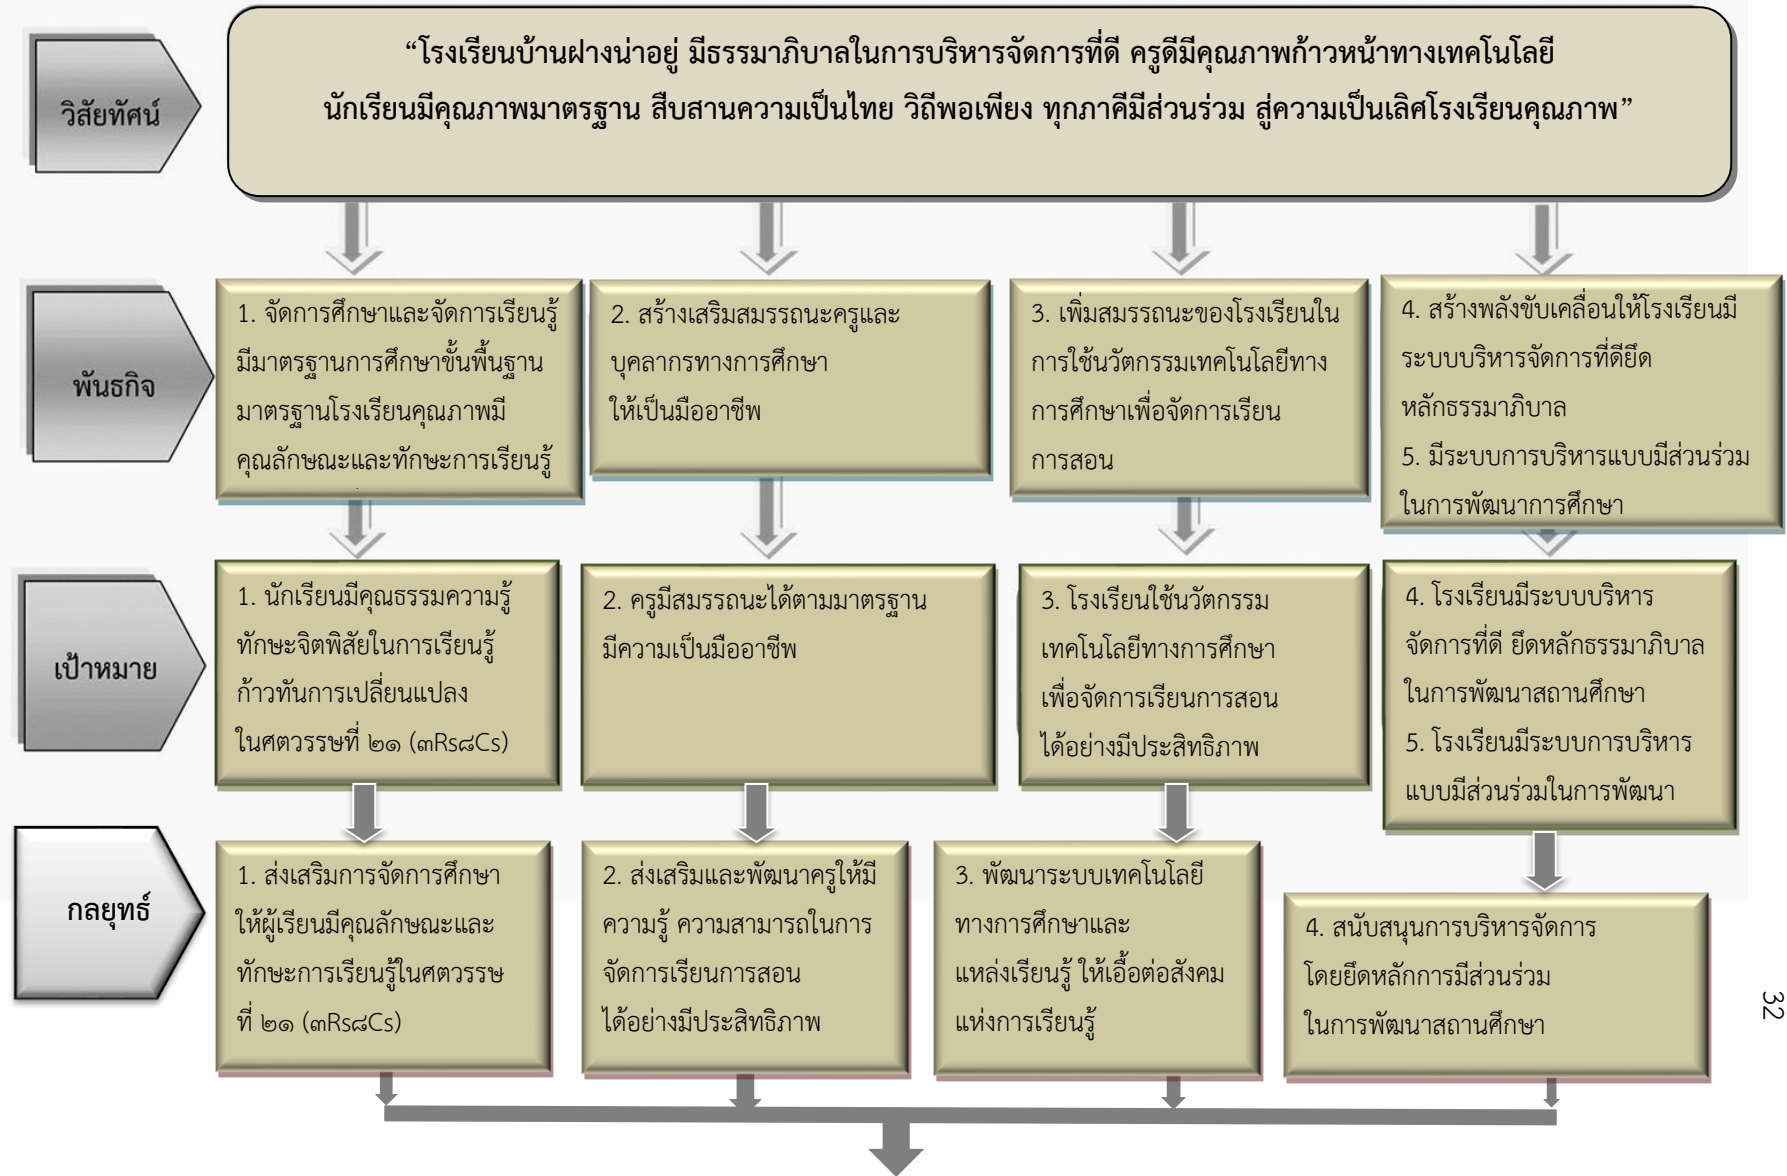 วิสัยทัศน์
“โรงเรียนบ้านฝางน่าอยู่ มีธรรมาภิบาลในการบริหารจัดการที่ดี ครูดีมีคุณภาพก้าวหน้าทางเทคโนโลยี
นักเรียนมีคุณภาพมาตรฐาน สืบสานความเป็นไทย วิถีพอเพียง ทุกภาคีมีส่วนร่วม สู่ความเป็นเลิศโรงเรียนคุณภาพ”
พันธกิจ
1. จัดการศึกษาและจัดการเรียนรู้
มีมาตรฐานการศึกษาขั้นพื้นฐาน
มาตรฐานโรงเรียนคุณภาพมี
คุณลักษณะและทักษะการเรียนรู้
2. สร้างเสริมสมรรถนะครูและ
บุคลากรทางการศึกษา
ให้เป็นมืออาชีพ
3. เพิ่มสมรรถนะของโรงเรียนใน
การใช้นวัตกรรมเทคโนโลยีทาง
การศึกษาเพื่อจัดการเรียน
การสอน
4. สร้างพลังขับเคลื่อนให้โรงเรียนมี
ระบบบริหารจัดการที่ดียึด
หลักธรรมาภิบาล
5. มีระบบการบริหารแบบมีส่วนร่วม
ในการพัฒนาการศึกษา
เป้าหมาย
1. นักเรียนมีคุณธรรมความรู้
ทักษะจิตพิสัยในการเรียนรู้
ก้าวทันการเปลี่ยนแปลง
ในศตวรรษที่ ๒๑ (๓Rs๘Cs)
2. ครูมีสมรรถนะได้ตามมาตรฐาน
มีความเป็นมืออาชีพ
3. โรงเรียนใช้นวัตกรรม
เทคโนโลยีทางการศึกษา
เพื่อจัดการเรียนการสอน
ได้อย่างมีประสิทธิภาพ
4. โรงเรียนมีระบบบริหาร
จัดการที่ดี ยึดหลักธรรมาภิบาล
ในการพัฒนาสถานศึกษา
5. โรงเรียนมีระบบการบริหาร
แบบมีส่วนร่วมในการพัฒนา
กลยุทธ์
1. ส่งเสริมการจัดการศึกษา
ให้ผู้เรียนมีคุณลักษณะและ
ทักษะการเรียนรู้ในศตวรรษ
ที่ ๒๑ (๓Rs๘Cs)
2. ส่งเสริมและพัฒนาครูให้มี
ความรู้ ความสามารถในการ
จัดการเรียนการสอน
ได้อย่างมีประสิทธิภาพ
3. พัฒนาระบบเทคโนโลยี
ทางการศึกษาและ
แหล่งเรียนรู้ ให้เอื้อต่อสังคม
แห่งการเรียนรู้
4. สนับสนุนการบริหารจัดการ
โดยยึดหลักการมีส่วนร่วม
ในการพัฒนาสถานศึกษา
32